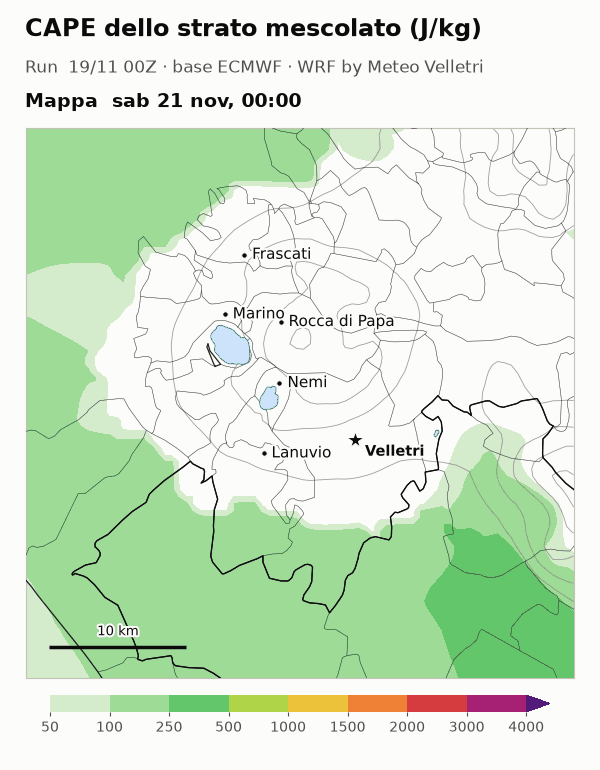 CAPE dello strato mescolato (J/kg)
Run  19/11 00Z · base ECMWF · WRF by Meteo Velletri
Mappa  sab 21 nov, 00:00
Frascati
Marino
Rocca di Papa
Nemi
Velletri
Lanuvio
10 km
50 100 250 500 1000 1500 2000 3000 4000